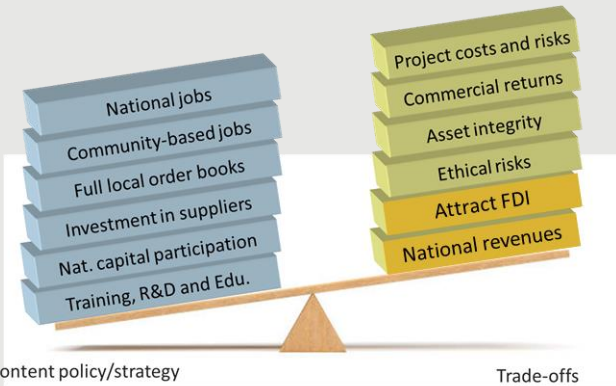 National jobs
Community-based jobs
Full local order books
Investment in suppliers
Nat. capital participation
Training, R&D and Edu.
Project costs and risks
Commercial returns
Asset integrity
Ethical risks
Attract FDI
National revenues
ontent policy/strategy
Trade-offs